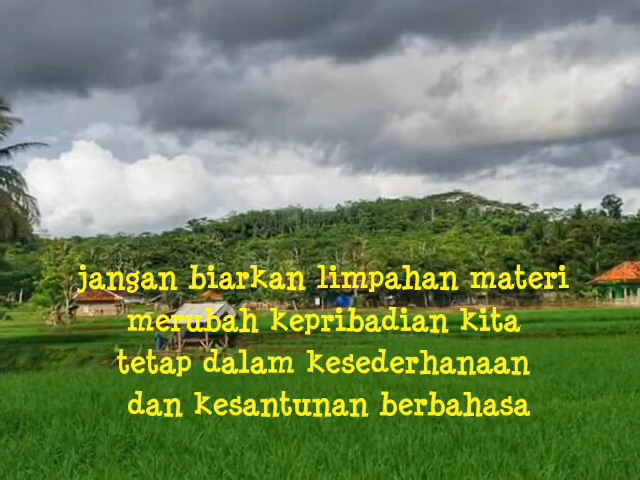 jangan biarkan limpahan materi
merubah kepribadian kita
tetap dalam kesederhanaan
dan kesantunan berbahasa